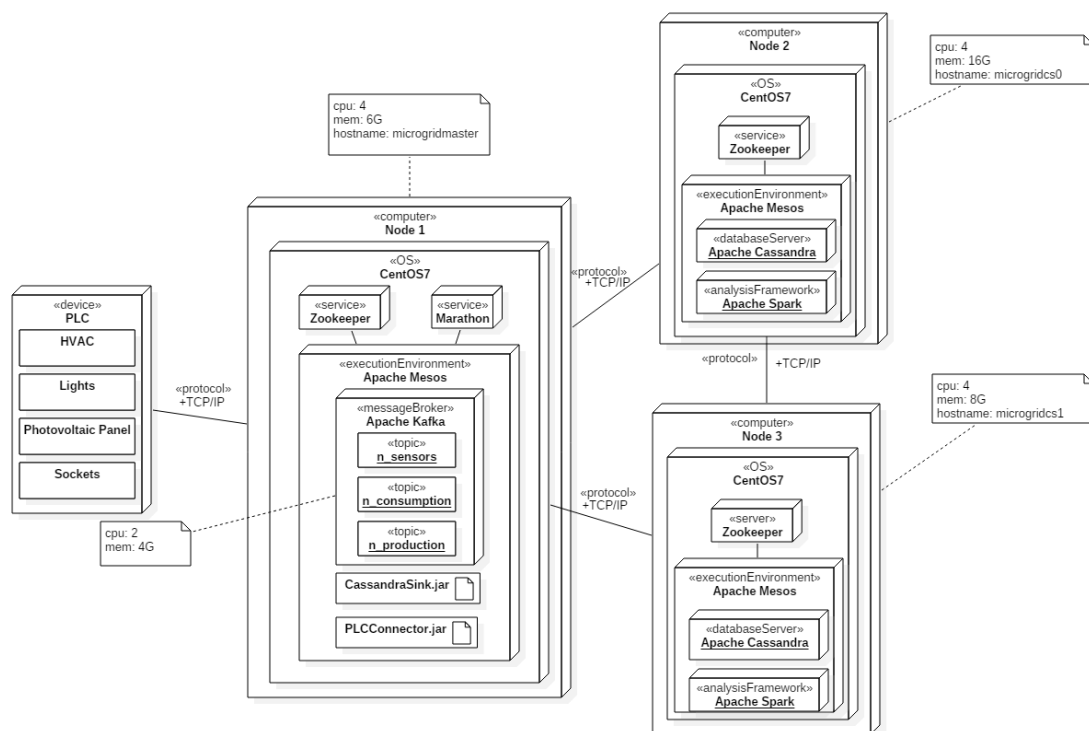 «computer»
Node 2
«OS»
CentOS7
«service»
Zookeeper
«executionEnvironment»
Apache Mesos
«databaseServer»
Apache Cassandra
«analysisFramework»
Apache Spark
cpu: 4
mem: 16G
hostname: microgridcs0
cpu: 4
mem: 6G
hostname: microgridmaster
«computer»
Node 1
«OS»
CentOS7
«service»
Zookeeper
«service»
Marathon
«executionEnvironment»
Apache Mesos
«messageBroker»
Apache Kafka
«topic»
n_sensors
«topic»
n_consumption
«topic»
n_production
CassandraSink.jar
PLCConnector.jar
«device»
PLC
HVAC
Lights
Photovoltaic Panel
Sockets
«protocol»
+TCP/IP
«protocol»
+TCP/IP
«protocol»
+TCP/IP
«protocol»
+TCP/IP
cpu: 2
mem: 4G
cpu: 4
mem: 8G
hostname: microgridcs1
«computer»
Node 3
«OS»
CentOS7
«server»
Zookeeper
«executionEnvironment»
Apache Mesos
«databaseServer»
Apache Cassandra
«analysisFramework»
Apache Spark